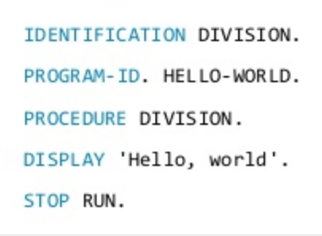 IDENTIFICATION DIVISION.
PROGRAM-ID. HELLO-WORLD.
PROCEDURE DIVISION.
DISPLAY 'Hello, world'.
STOP RUN.